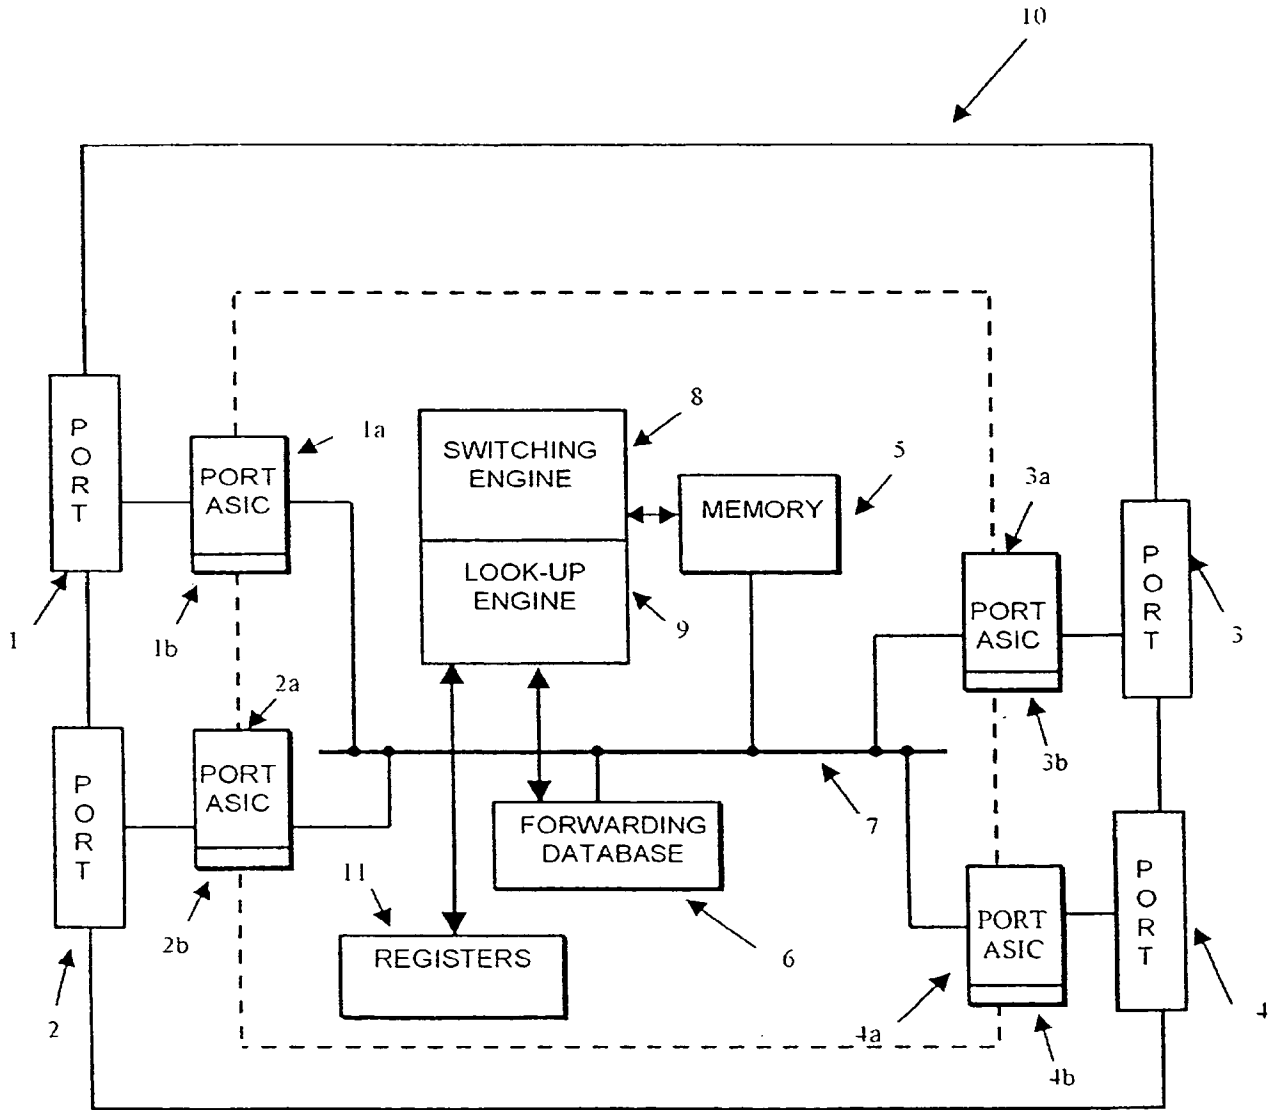 10
8
1a
SWITCHING
ENGINE
5
3a
PORT
PORT
ASIC
MEMORY
PORT
LOOK-UP
ENGINE
PORT
ASIC
1
1b
9
3
2a
3b
PORT
PORT
ASIC
7
FORWARDING
DATABASE
PORT
11
PORT
ASIC
2b
REGISTERS
6
2
4a
4
4b